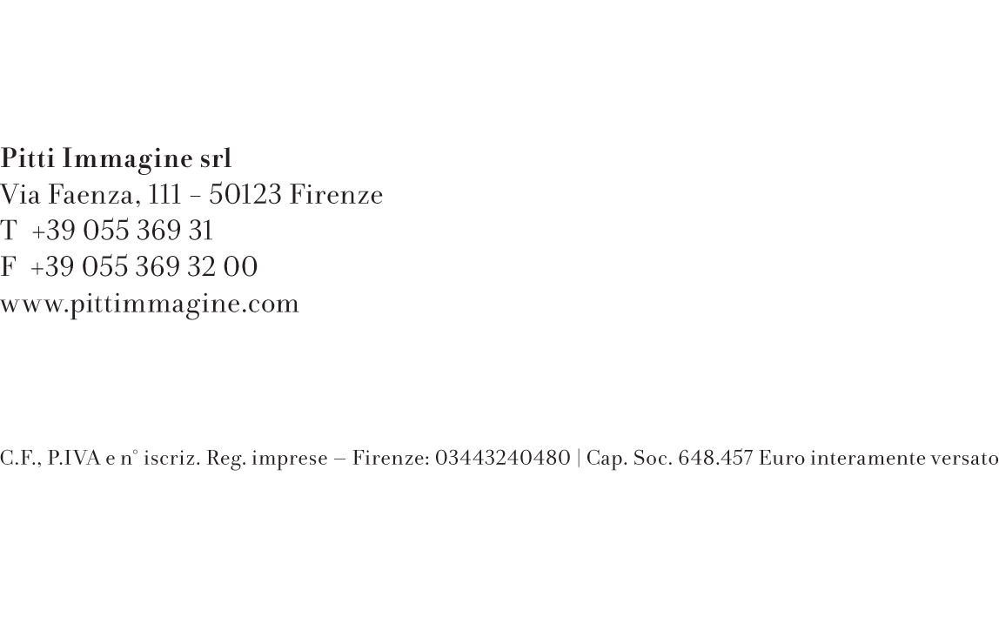 Pitti Immagine srl
Via Faenza, 111 – 50123 Firenze
T +39 055 369 31
F +39 055 369 32 00
www.pittimmagine.com
C.F., P.IVA e n° iscriz. Reg. imprese – Firenze: 03443240480 | Cap. Soc. 648.457 Euro interamente versato